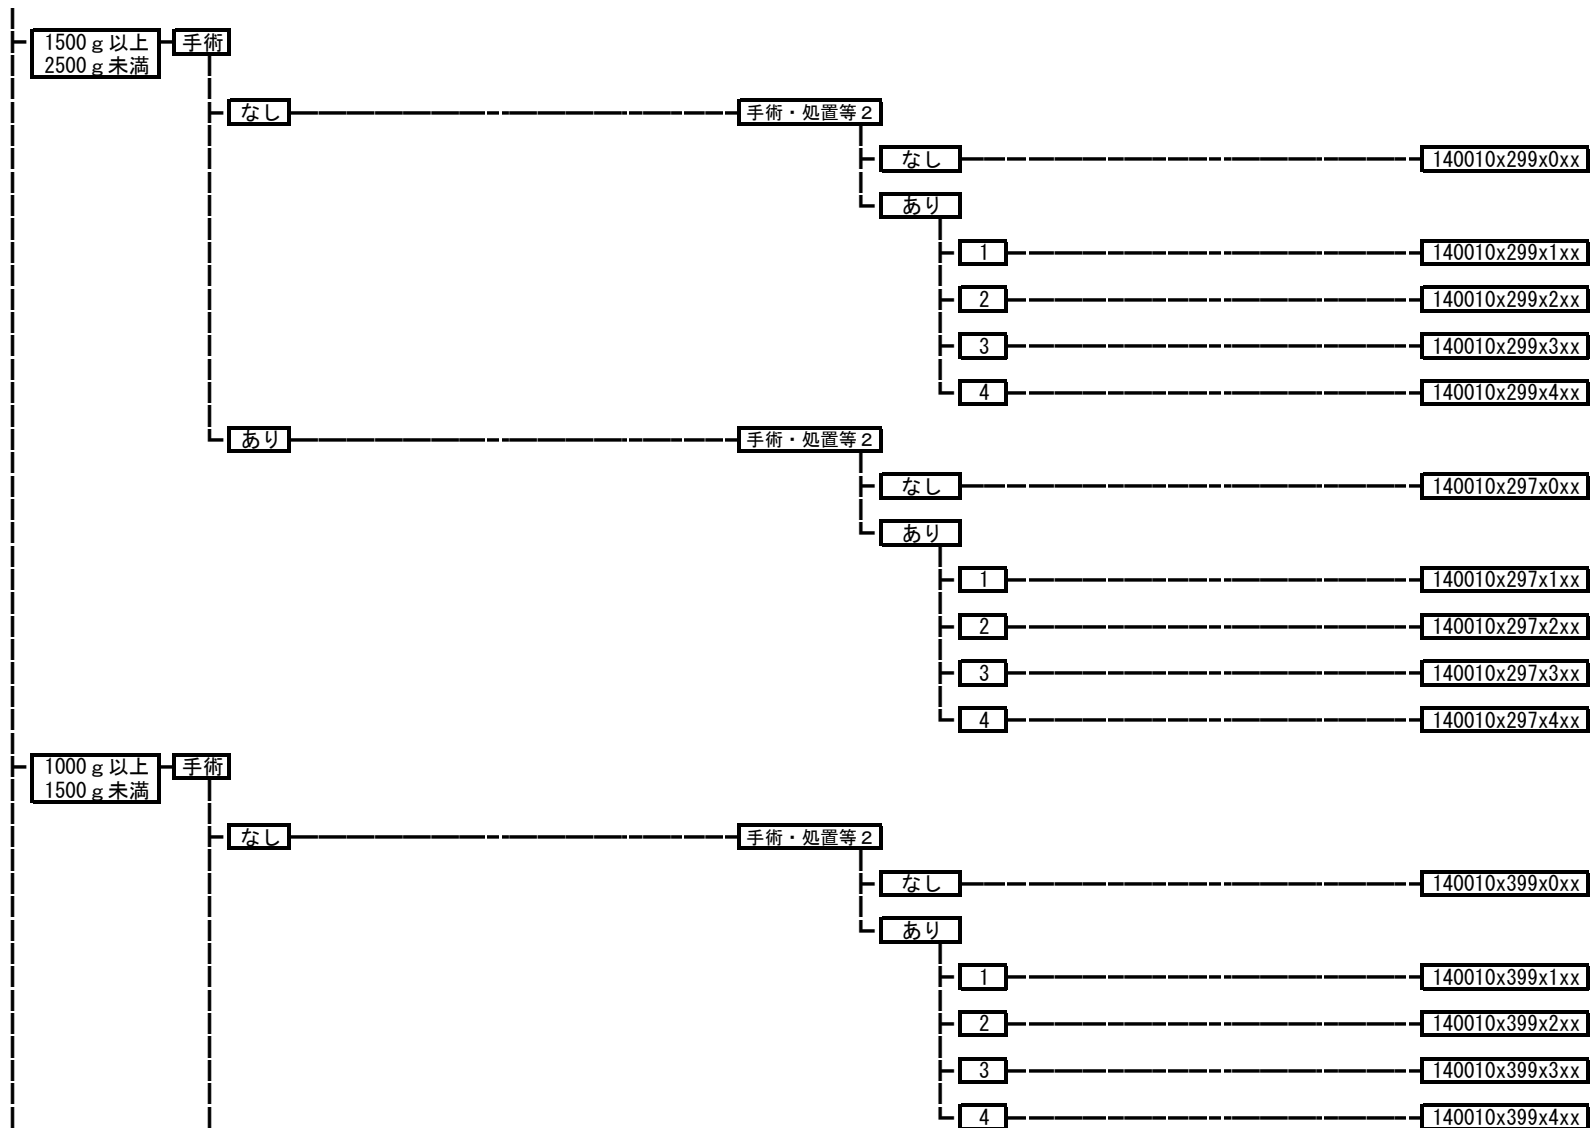 1500ｇ以上
2500ｇ未満
手術
なし
手術・処置等２
なし
140010x299x0xx
あり
1
140010x299x1xx
2
140010x299x2xx
3
140010x299x3xx
4
140010x299x4xx
あり
手術・処置等２
なし
140010x297x0xx
あり
1
140010x297x1xx
2
140010x297x2xx
3
140010x297x3xx
4
140010x297x4xx
1000ｇ以上
1500ｇ未満
手術
なし
手術・処置等２
なし
140010x399x0xx
あり
1
140010x399x1xx
2
140010x399x2xx
3
140010x399x3xx
4
140010x399x4xx